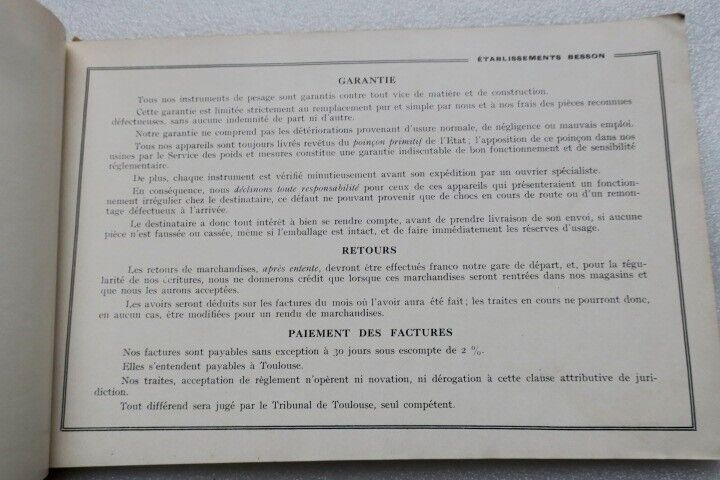 ÉTABLISSEMENTS BESSON
GARANTIE
Tous nos instruments de pesage sont garantis contre tout vice de matière et de construction.
Cette garantie est limitée strictement au remplacement pur et simple par nous et à nos frais des pièces reconnues
défectueuses, sans aucune indemnité de part ni d'autre.
Notre garantie ne comprend pas les détériorations provenant d'usure normale, de négligence ou mauvais emploi.
Tous nos appareils sont toujours livrés revêtus du poinçon primitif de l'Etat ; l'apposition de ce poinçon dans nos
usines par le Service des poids et mesures constitue une garantie indiscutable de bon fonctionnement et de sensibilité
réglementaire.
De plus, chaque instrument est vérifié minutieusement avant son expédition par un ouvrier spécialiste.
En conséquence, nous déclinons toute responsabilité pour ceux de ces appareils qui présenteraient un fonction-
nement irrégulier chez le destinataire, ce défaut ne pouvant provenir que de chocs en cours de route ou d'un remon-
tage défectueux à l'arrivée.
Le destinataire a donc tout intérêt à bien se rendre compte, avant de prendre livraison de son envoi, si aucune
pièce n'est faussée ou cassée, même si l'emballage est intact, et de faire immédiatement les réserves d'usage.
RETOURS
Les retours de marchandises, après entente, devront être effectués franco notre gare de départ, et, pour la régu-
larité de nos écritures, nous ne donnerons crédit que lorsque ces marchandises seront rentrées dans nos magasins et
que nous les aurons acceptées.
Les avoirs seront déduits sur les factures du mois où l'avoir aura été fait ; les traites en cours ne pourront donc,
en aucun cas, être modifiées pour un rendu de marchandises.
PAIEMENT DES FACTURES
Nos factures sont payables sans exception à 30 jours sous escompte de 2 %.
Elles s'entendent payables à Toulouse.
Nos traites, acceptation de règlement n'opèrent ni novation, ni dérogation à cette clause attributive de juri-
diction.
Tout différend sera jugé par le Tribunal de Toulouse, seul compétent.